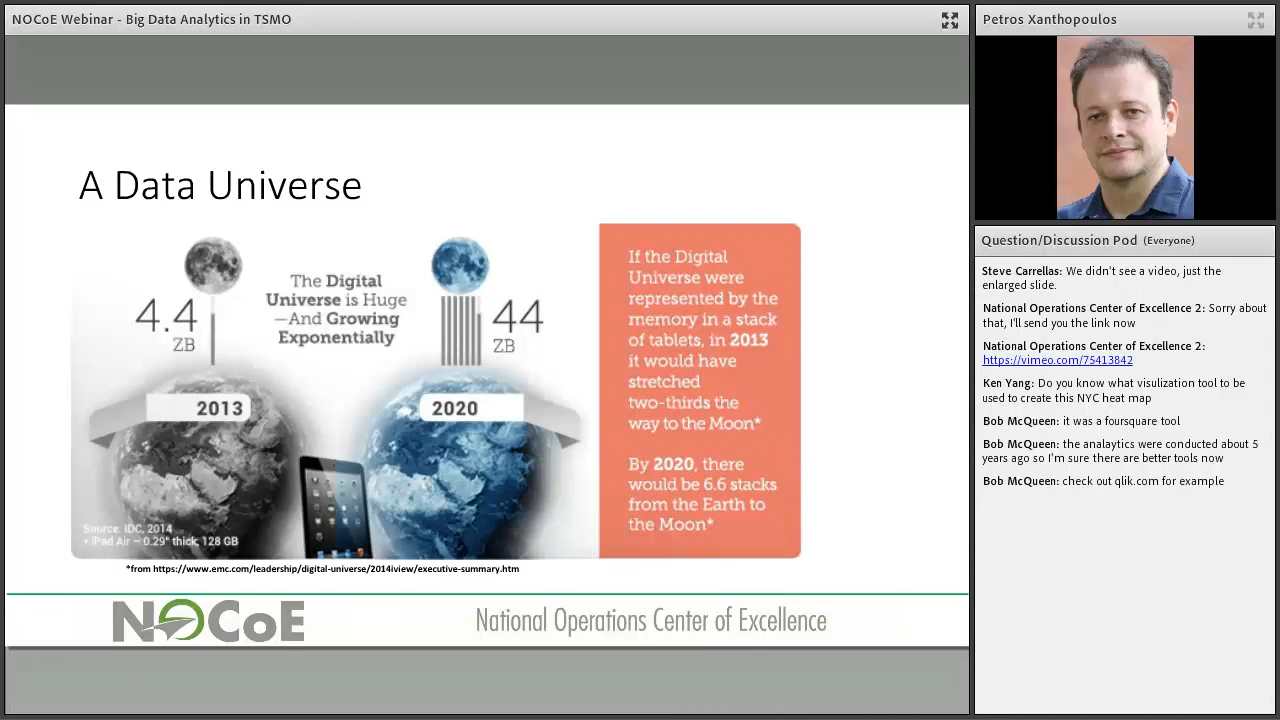 NOCoE Webinar - Big Data Analytics in TSMO
A Data Universe
4.4
ZB
The Digital
Universe is Huge
—And Growing
Exponentially
44
ZB
2013
2020
Source: IDC, 2014
• iPad Air – 0.29" thick, 128 GB
If the Digital
Universe were
represented by the
memory in a stack
of tablets, in 2013
it would have
stretched
two-thirds the
way to the Moon*
By 2020, there
would be 6.6 stacks
from the Earth to
the Moon*
*from https://www.emc.com/leadership/digital-universe/2014iview/executive-summary.htm
NOCoE
National Operations Center of Excellence
Petros Xanthopoulos
Question/Discussion Pod (Everyone)
Steve Carrellas: We didn't see a video, just the
enlarged slide.
National Operations Center of Excellence 2: Sorry about
that, I'll send you the link now
National Operations Center of Excellence 2:
https://vimeo.com/75413842
Ken Yang: Do you know what visulization tool to be
used to create this NYC heat map
Bob McQueen: it was a foursquare tool
Bob McQueen: the analaytics were conducted about 5
years ago so I'm sure there are better tools now
Bob McQueen: check out qlik.com for example